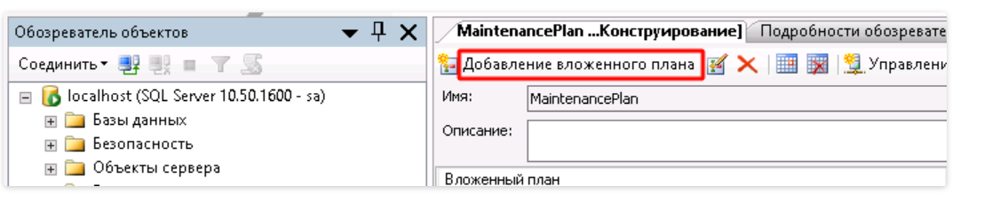 Обозреватель объектов
Соединить
localhost (SQL Server 10.50.1600 - sa)
Базы данных
Безопасность
Объекты сервера
MaintenancePlan ...Конструирование]
Подробности обозревате
Добавление вложенного плана
Управлени
Имя:
MaintenancePlan
Описание:
Вложенный план